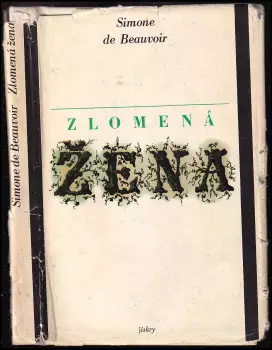 Simone de Beauvoir Zlomená žena
Simone
de Beauvoir
ZLOMENÁ
ŽENA
jiskry